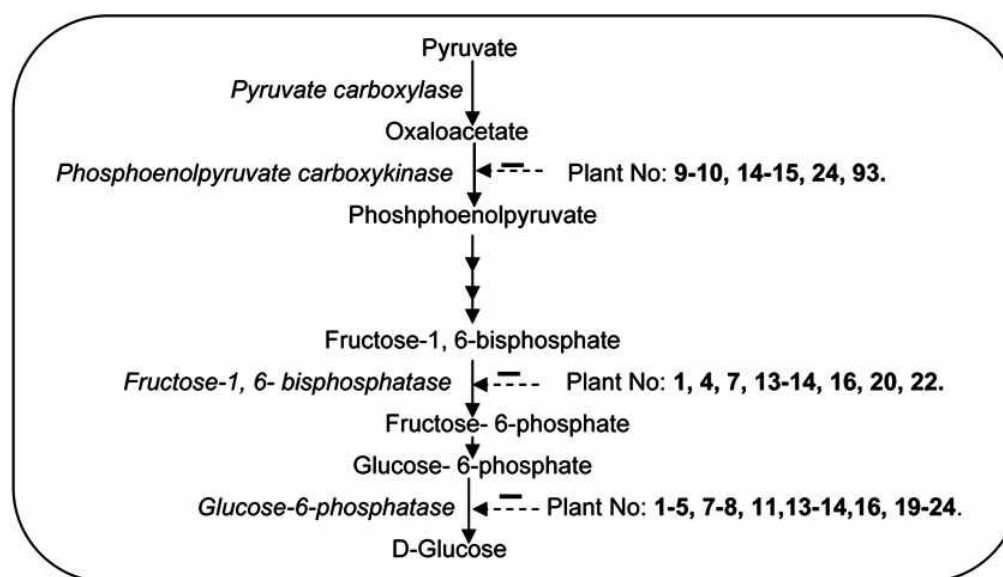 Pyruvate
Pyruvate carboxylase
Oxaloacetate
Phosphoenolpyruvate carboxykinase
Plant No: 9-10, 14-15, 24, 93.
Phoshphoenolpyruvate
Fructose-1, 6-bisphosphate
Fructose-1, 6- bisphosphatase
Plant No: 1, 4, 7, 13-14, 16, 20, 22.
Fructose- 6-phosphate
Glucose- 6-phosphate
Glucose-6-phosphatase
Plant No: 1-5, 7-8, 11,13-14,16, 19-24.
D-Glucose